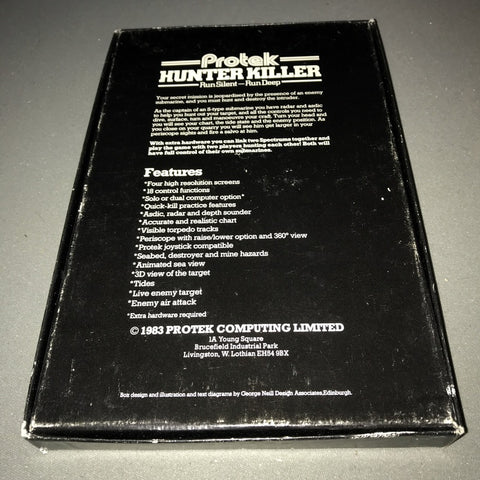 Protek
HUNTER KILLER
Run Silent—Run Deep
Your secret mission is jeopardised by the presence of an enemy
submarine, and you must hunt and destroy the intruder.
As the captain of an S-type submarine you have radar and asdic
to help you hunt out your target, and all the controls you need to
dive, surface, turn and manoeuvre your craft. Turn your head and
you will see your chart, the tide state and the enemy position. As
you close on your quarry you will see him get larger in your
periscope sights and fire a salvo at him.
With extra hardware you can link two Spectrums together and
play the game with two players hunting each other! Both will
have full control of their own submarines.
Features
*Four high resolution screens
*18 control functions
*Solo or dual computer option*
*Quick-kill practice features
*Asdic, radar and depth sounder
*Accurate and realistic chart
*Visible torpedo tracks
*Periscope with raise/lower option and 360° view
*Protek joystick compatible
*Seabed, destroyer and mine hazards
*Animated sea view
*3D view of the target
*Tides
*Live enemy target
*Enemy air attack
*Extra hardware required
© 1983 PROTEK COMPUTING LIMITED
1A Young Square
Brucefield Industrial Park
Livingston, W. Lothian EH54 9BX
Box design and illustration and text diagrams by George Neill Design Associates,Edinburgh.